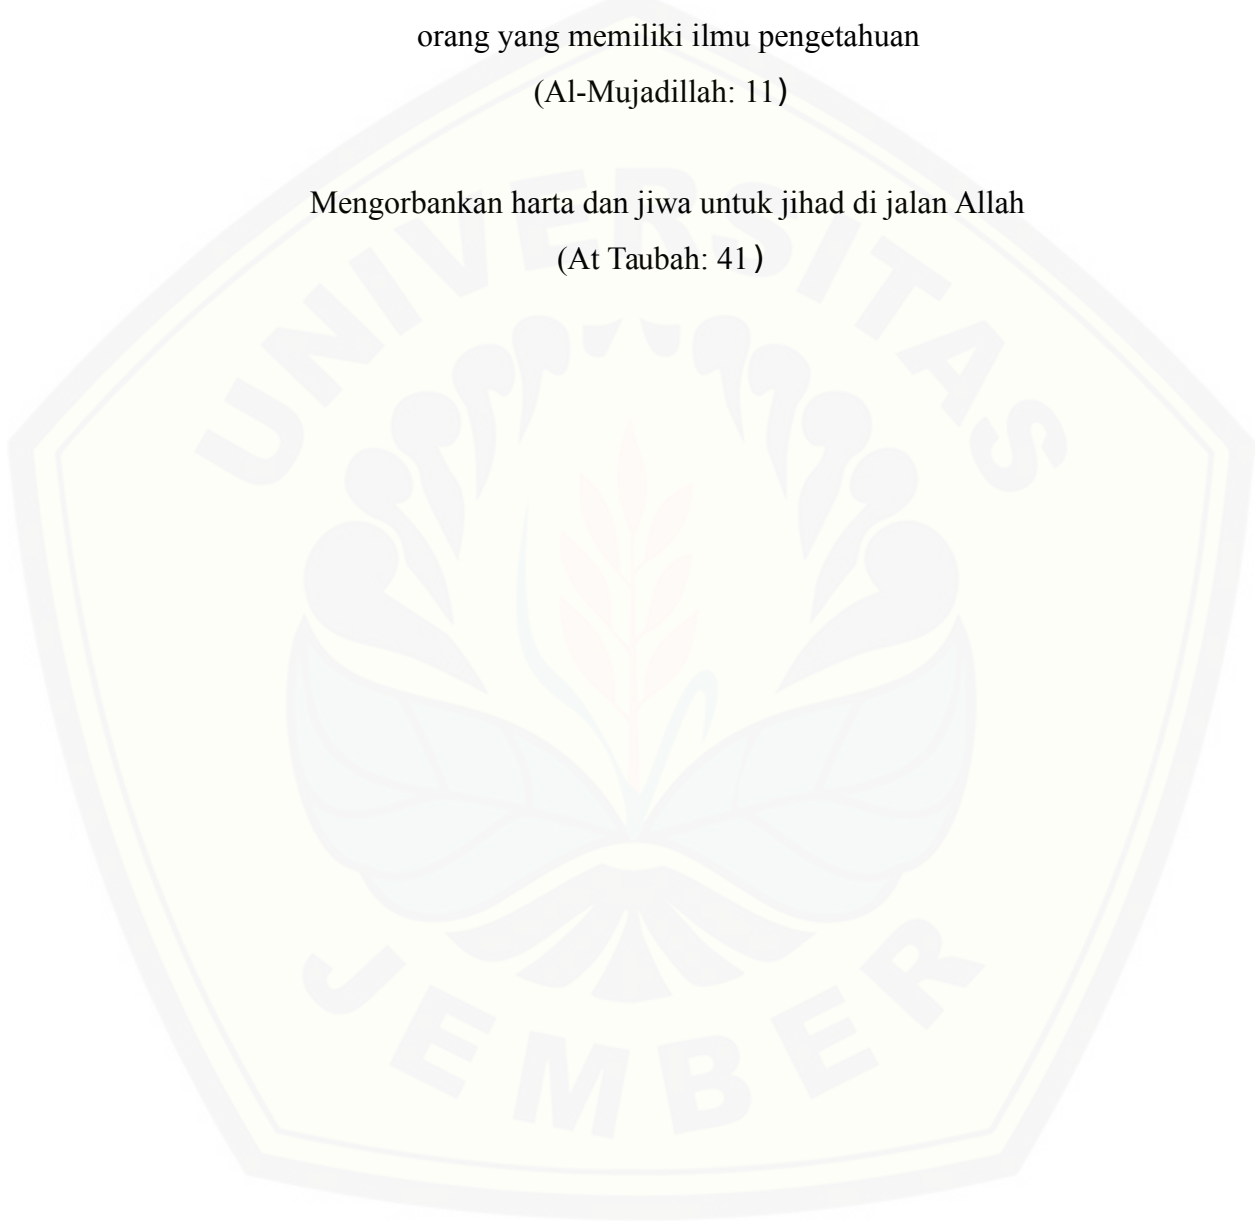 orang yang memiliki ilmu pengetahuan
(Al-Mujadillah: 11)
Mengorbankan harta dan jiwa untuk jihad di jalan Allah
(At Taubah: 41)
UNIVERSITAS
JEMBER